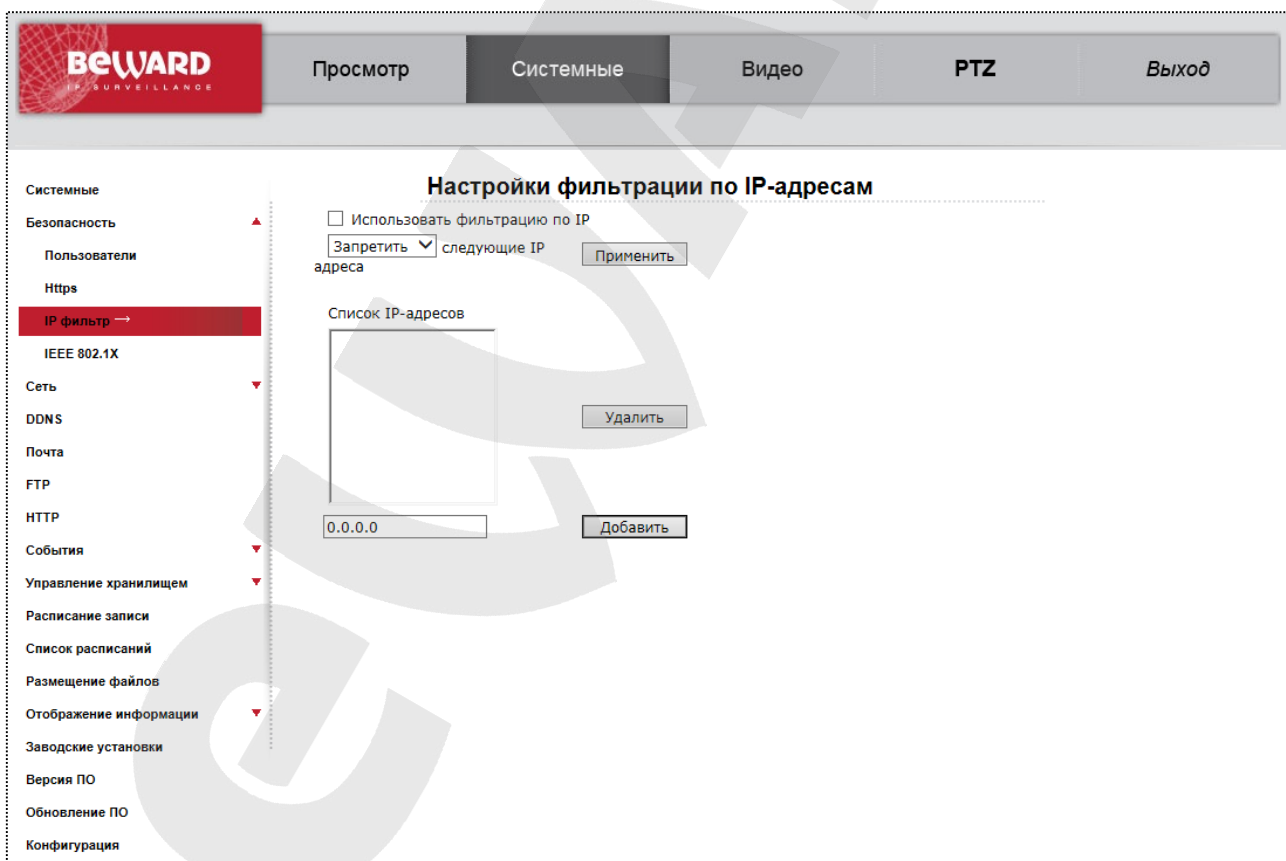 BEWARD
IP SURVEILLANCE
Просмотр
Системные
Видео
PTZ
Выход
Системные
Безопасность
Пользователи
Https
IP фильтр →
IEEE 802.1X
Сеть
DDNS
Почта
FTP
HTTP
События
Управление хранилищем
Расписание записи
Список расписаний
Размещение файлов
Отображение информации
Заводские установки
Версия ПО
Обновление ПО
Конфигурация
Настройки фильтрации по IP-адресам
Использовать фильтрацию по IP
Запретить следующие IP
адреса
Применить
Список IP-адресов
Удалить
0.0.0.0
Добавить